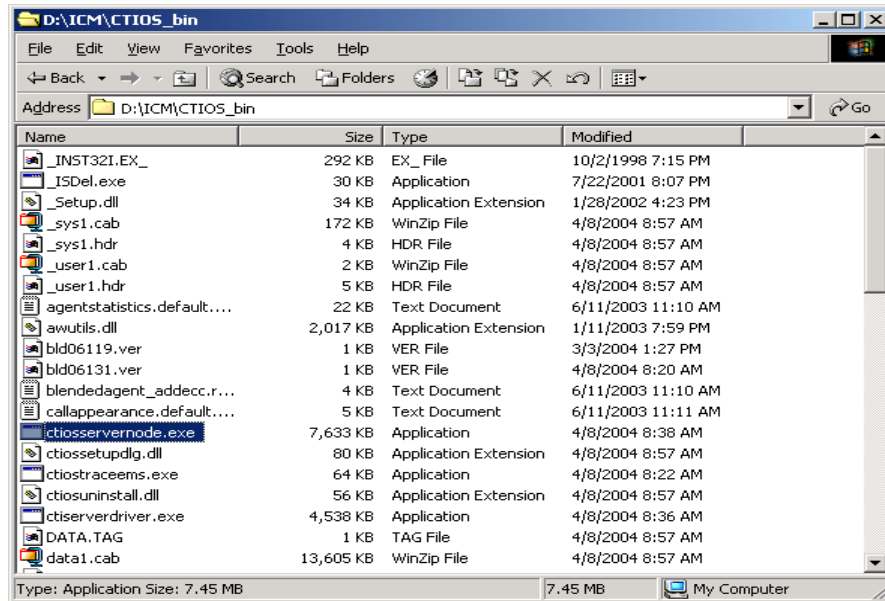 D:\ICM\CTIOS_bin
File Edit View Favorites Tools Help
Back Search Folders
Address D:\ICM\CTIOS_bin Go
Name Size Type Modified
_INST32I.EX_ 292 KB EX_ File 10/2/1998 7:15 PM
_ISDel.exe 30 KB Application 7/22/2001 8:07 PM
_Setup.dll 34 KB Application Extension 1/28/2002 4:23 PM
_sys1.cab 172 KB WinZip File 4/8/2004 8:57 AM
_sys1.hdr 4 KB HDR File 4/8/2004 8:57 AM
_user1.cab 2 KB WinZip File 4/8/2004 8:57 AM
_user1.hdr 5 KB HDR File 4/8/2004 8:57 AM
agentstatistics.default.... 22 KB Text Document 6/11/2003 11:10 AM
awutils.dll 2,017 KB Application Extension 1/11/2003 7:59 PM
bld06119.ver 1 KB VER File 3/3/2004 1:27 PM
bld06131.ver 1 KB VER File 4/8/2004 8:20 AM
blendedagent_addecc.r... 4 KB Text Document 6/11/2003 11:10 AM
callappearance.default.... 5 KB Text Document 6/11/2003 11:11 AM
ctiosservernode.exe 7,633 KB Application 4/8/2004 8:38 AM
ctiossetupdlg.dll 80 KB Application Extension 4/8/2004 8:57 AM
ctiostraceems.exe 64 KB Application 4/8/2004 8:22 AM
ctiosuninstall.dll 56 KB Application Extension 4/8/2004 8:57 AM
ctiserverdriver.exe 4,538 KB Application 4/8/2004 8:36 AM
DATA.TAG 1 KB TAG File 4/8/2004 8:57 AM
data1.cab 13,605 KB WinZip File 4/8/2004 8:57 AM
Type: Application Size: 7.45 MB 7.45 MB My Computer